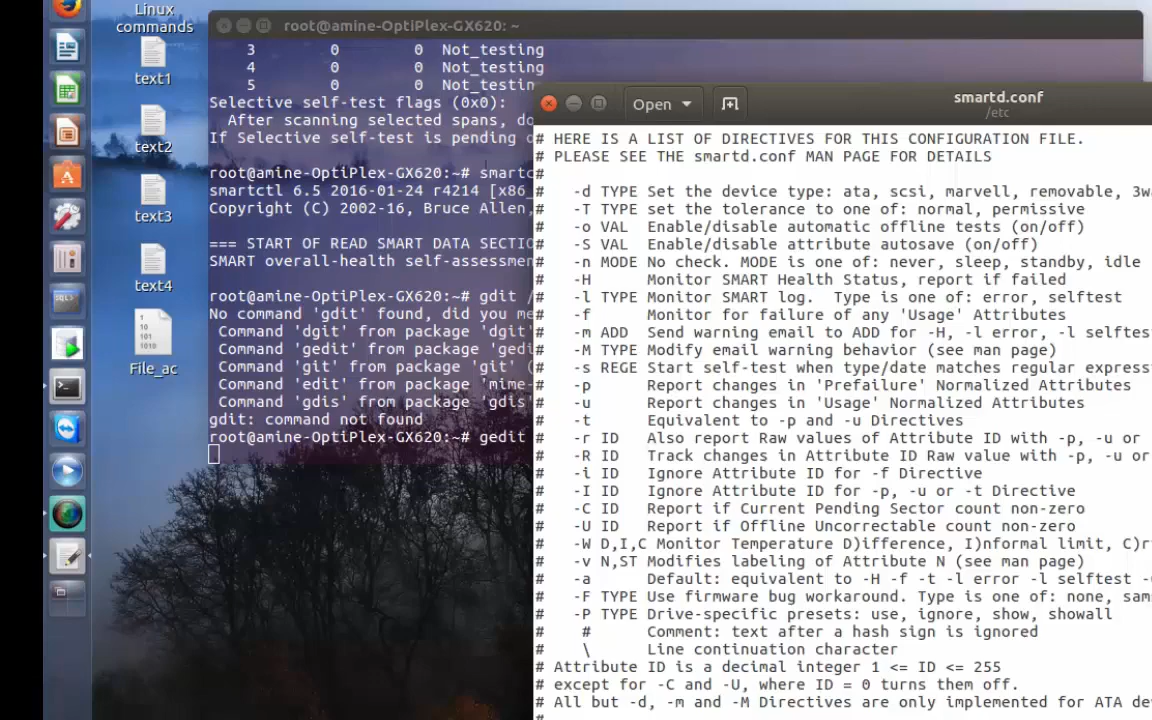 Linux
commands
text1
text2
text3
text4
1
10
101
1010
File_ac
root@amine-OptiPlex-GX620: ~
3 0 0 Not_testing
4 0 0 Not_testing
5 0 0 Not_testin
Selective self-test flags (0x0):
After scanning selected spans, do
If Selective self-test is pending
root@amine-OptiPlex-GX620:~# smartc
smartctl 6.5 2016-01-24 r4214 [x86_
Copyright (C) 2002-16, Bruce Allen,
=== START OF READ SMART DATA SECTIO
SMART overall-health self-assessmen
root@amine-OptiPlex-GX620:~# gdit /
No command 'gdit' found, did you me
Command 'dgit' from package 'dgit'
Command 'gedit' from package 'gedi
Command 'git' from package 'git' (
Command 'edit' from package 'mime-
Command 'gdis' from package 'gdis'
gdit: command not found
root@amine-OptiPlex-GX620:~# gedit
Open
smartd.conf
/etc
# HERE IS A LIST OF DIRECTIVES FOR THIS CONFIGURATION FILE.
# PLEASE SEE THE smartd.conf MAN PAGE FOR DETAILS
#
# -d TYPE Set the device type: ata, scsi, marvell, removable, 3wa
# -T TYPE set the tolerance to one of: normal, permissive
# -o VAL Enable/disable automatic offline tests (on/off)
# -S VAL Enable/disable attribute autosave (on/off)
# -n MODE No check. MODE is one of: never, sleep, standby, idle
# -H Monitor SMART Health Status, report if failed
# -l TYPE Monitor SMART log. Type is one of: error, selftest
# -f Monitor for failure of any 'Usage' Attributes
# -m ADD Send warning email to ADD for -H, -l error, -l selftes
# -M TYPE Modify email warning behavior (see man page)
# -s REGE Start self-test when type/date matches regular express
# -p Report changes in 'Prefailure' Normalized Attributes
# -u Report changes in 'Usage' Normalized Attributes
# -t Equivalent to -p and -u Directives
# -r ID Also report Raw values of Attribute ID with -p, -u or
# -R ID Track changes in Attribute ID Raw value with -p, -u or
# -i ID Ignore Attribute ID for -f Directive
# -I ID Ignore Attribute ID for -p, -u or -t Directive
# -C ID Report if Current Pending Sector count non-zero
# -U ID Report if Offline Uncorrectable count non-zero
# -W D,I,C Monitor Temperature D)ifference, I)nformal limit, C)r
# -v N,ST Modifies labeling of Attribute N (see man page)
# -a Default: equivalent to -H -f -t -l error -l selftest -
# -F TYPE Use firmware bug workaround. Type is one of: none, sam
# -P TYPE Drive-specific presets: use, ignore, show, showall
# # Comment: text after a hash sign is ignored
# \ Line continuation character
# Attribute ID is a decimal integer 1 <= ID <= 255
# except for -C and -U, where ID = 0 turns them off.
# All but -d, -m and -M Directives are only implemented for ATA de
#